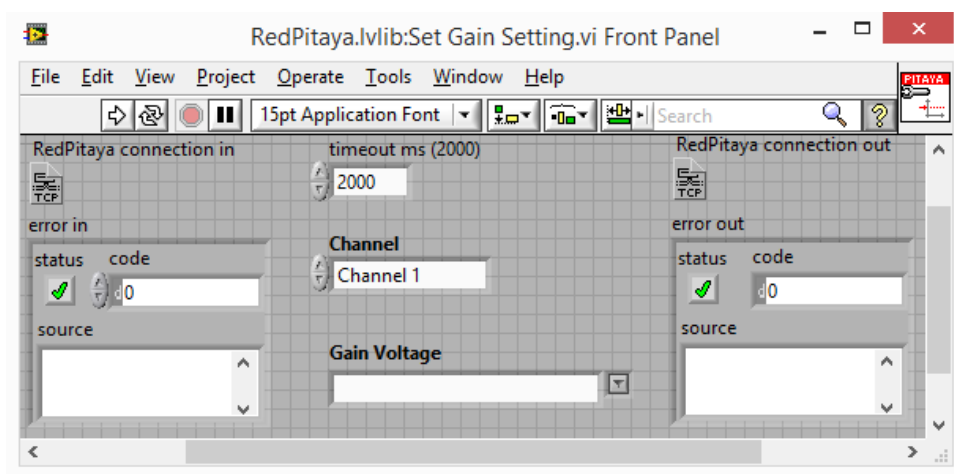 RedPitaya.lvlib:Set Gain Setting.vi Front Panel
File Edit View Project Operate Tools Window Help
PITAYA
15pt Application Font
Search
?
RedPitaya connection in
timeout ms (2000)
RedPitaya connection out
TCP
2000
TCP
error in
error out
Channel
status code
Channel 1
status code
d0
d0
source
source
Gain Voltage